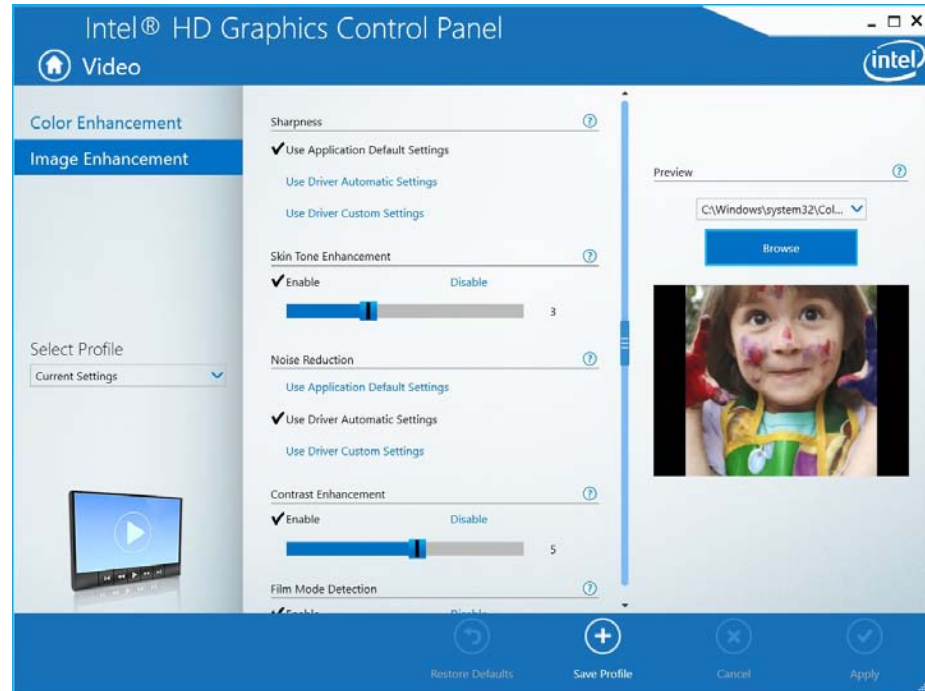 Intel® HD Graphics Control Panel
Video
intel
Color Enhancement
Image Enhancement
Select Profile
Current Settings
Sharpness
Use Application Default Settings
Use Driver Automatic Settings
Use Driver Custom Settings
Skin Tone Enhancement
Enable Disable
3
Noise Reduction
Use Application Default Settings
Use Driver Automatic Settings
Use Driver Custom Settings
Contrast Enhancement
Enable Disable
5
Film Mode Detection
Enable Disable
Preview
C:\Windows\system32\Col...
Browse
Restore Defaults
Save Profile
Cancel
Apply